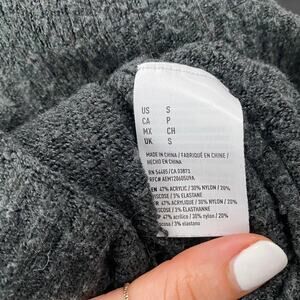 US S
CA P
MX CH
UK S
MADE IN CHINA / FABRIQUÉ EN CHINE /
HECHO EN CHINA
RN 54485/CA 03873
RFC# AEM120605U9A
EN 47% ACRYLIC / 30% NYLON / 20%
VISCOSE / 3% ELASTANE
FR 47% ACRYLIQUE / 30% NYLON / 20%
VISCOSE / 3% ÉLASTHANNE
SP 47% acrílico / 30% nylon / 20%
viscosa / 3% elastano